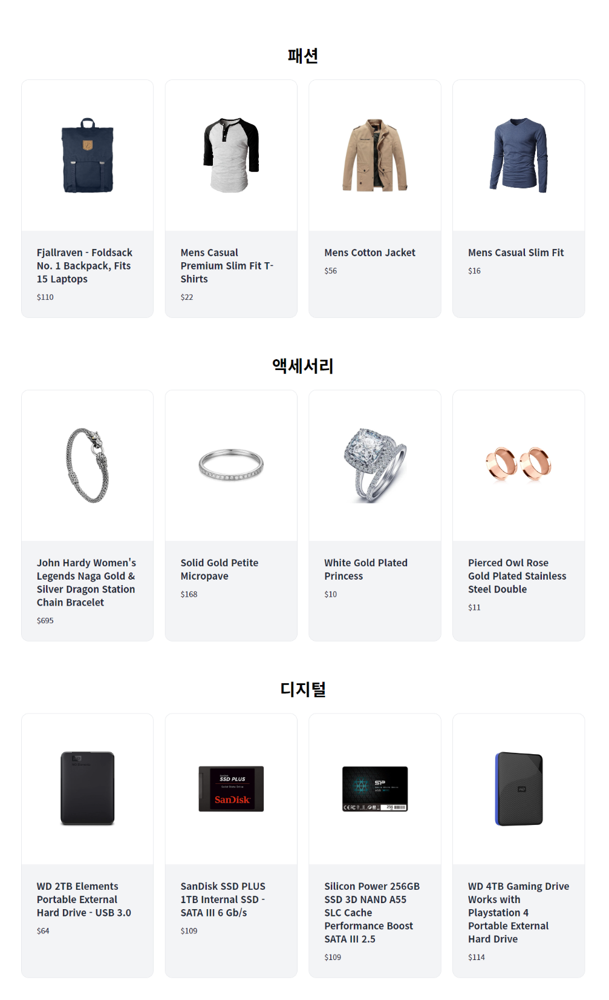 패션
Fjallraven - Foldsack
No. 1 Backpack, Fits
15 Laptops
$110
Mens Casual
Premium Slim Fit T-
Shirts
$22
Mens Cotton Jacket
$56
Mens Casual Slim Fit
$16
액세서리
John Hardy Women's
Legends Naga Gold &
Silver Dragon Station
Chain Bracelet
$695
Solid Gold Petite
Micropave
$168
White Gold Plated
Princess
$10
Pierced Owl Rose
Gold Plated Stainless
Steel Double
$11
디지털
WD 2TB Elements
Portable External
Hard Drive - USB 3.0
$64
SanDisk
SSD PLUS
Solid State Drive
SanDisk
SanDisk SSD PLUS
1TB Internal SSD -
SATA III 6 Gb/s
$109
SP
256
Silicon Power 256GB
SSD 3D NAND A55
SLC Cache
Performance Boost
SATA III 2.5
$109
WD
WD 4TB Gaming Drive
Works with
Playstation 4
Portable External
Hard Drive
$114